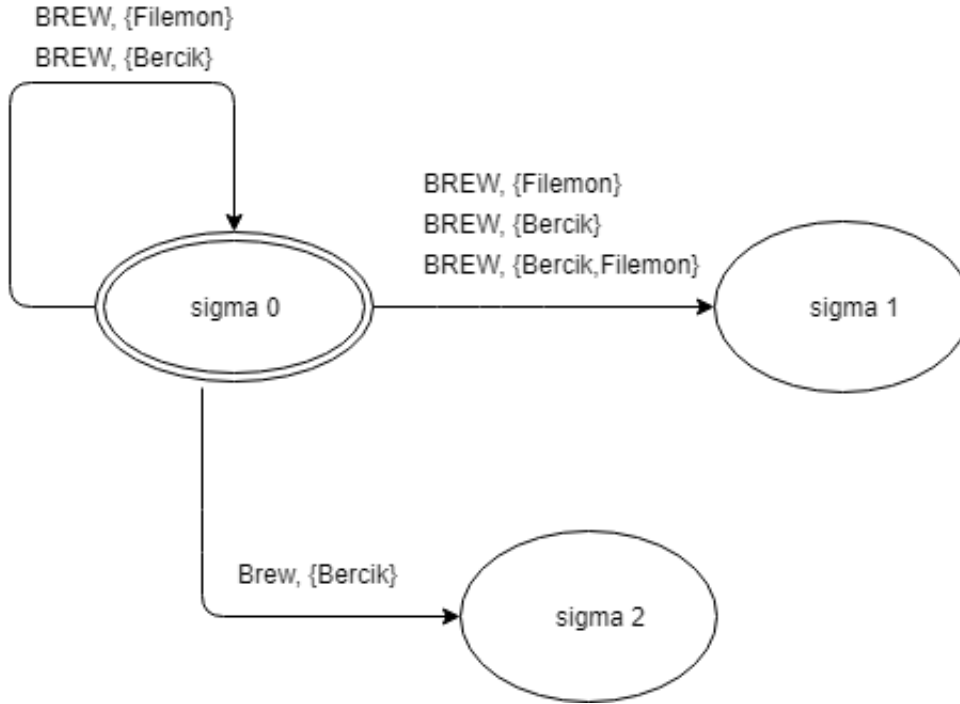 BREW, {Filemon}
BREW, {Bercik}
BREW, {Filemon}
BREW, {Bercik}
BREW, {Bercik,Filemon}
sigma 0
sigma 1
Brew, {Bercik}
sigma 2